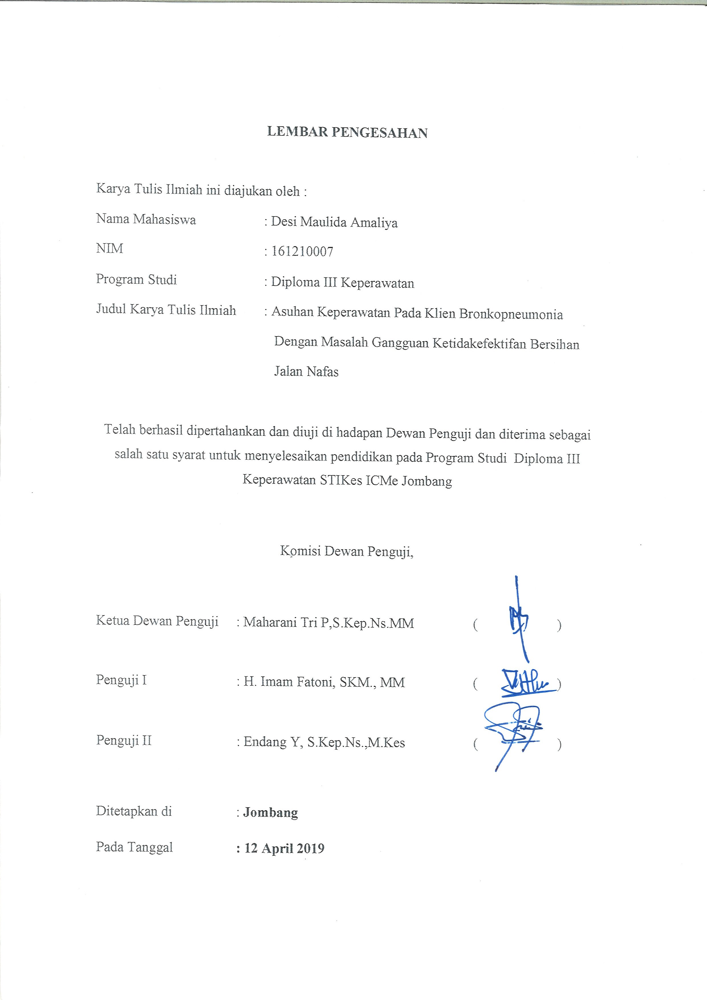 LEMBAR PENGESAHAN
Karya Tulis Ilmiah ini diajukan oleh :
Nama Mahasiswa : Desi Maulida Amaliya
NIM : 161210007
Program Studi : Diploma III Keperawatan
Judul Karya Tulis Ilmiah : Asuhan Keperawatan Pada Klien Bronkopneumonia
Dengan Masalah Gangguan Ketidakefektifan Bersihan
Jalan Nafas
Telah berhasil dipertahankan dan diuji di hadapan Dewan Penguji dan diterima sebagai
salah satu syarat untuk menyelesaikan pendidikan pada Program Studi Diploma III
Keperawatan STIKes ICMe Jombang
Komisi Dewan Penguji,
Ketua Dewan Penguji : Maharani Tri P,S.Kep.Ns.MM ( )
Penguji I : H. Imam Fatoni, SKM., MM ( )
Penguji II : Endang Y, S.Kep.Ns.,M.Kes ( )
Ditetapkan di : Jombang
Pada Tanggal : 12 April 2019